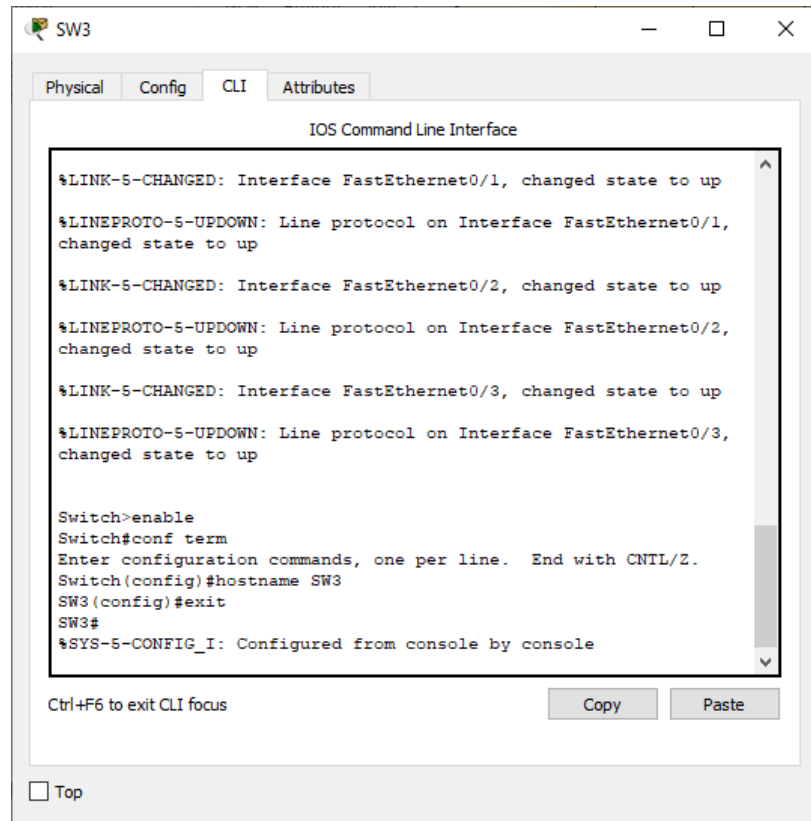 SW3
Physical Config CLI Attributes
IOS Command Line Interface
%LINK-5-CHANGED: Interface FastEthernet0/1, changed state to up
%LINEPROTO-5-UPDOWN: Line protocol on Interface FastEthernet0/1,
changed state to up
%LINK-5-CHANGED: Interface FastEthernet0/2, changed state to up
%LINEPROTO-5-UPDOWN: Line protocol on Interface FastEthernet0/2,
changed state to up
%LINK-5-CHANGED: Interface FastEthernet0/3, changed state to up
%LINEPROTO-5-UPDOWN: Line protocol on Interface FastEthernet0/3,
changed state to up
Switch>enable
Switch#conf term
Enter configuration commands, one per line.  End with CNTL/Z.
Switch(config)#hostname SW3
SW3(config)#exit
SW3#
%SYS-5-CONFIG_I: Configured from console by console
Ctrl+F6 to exit CLI focus Copy Paste
Top